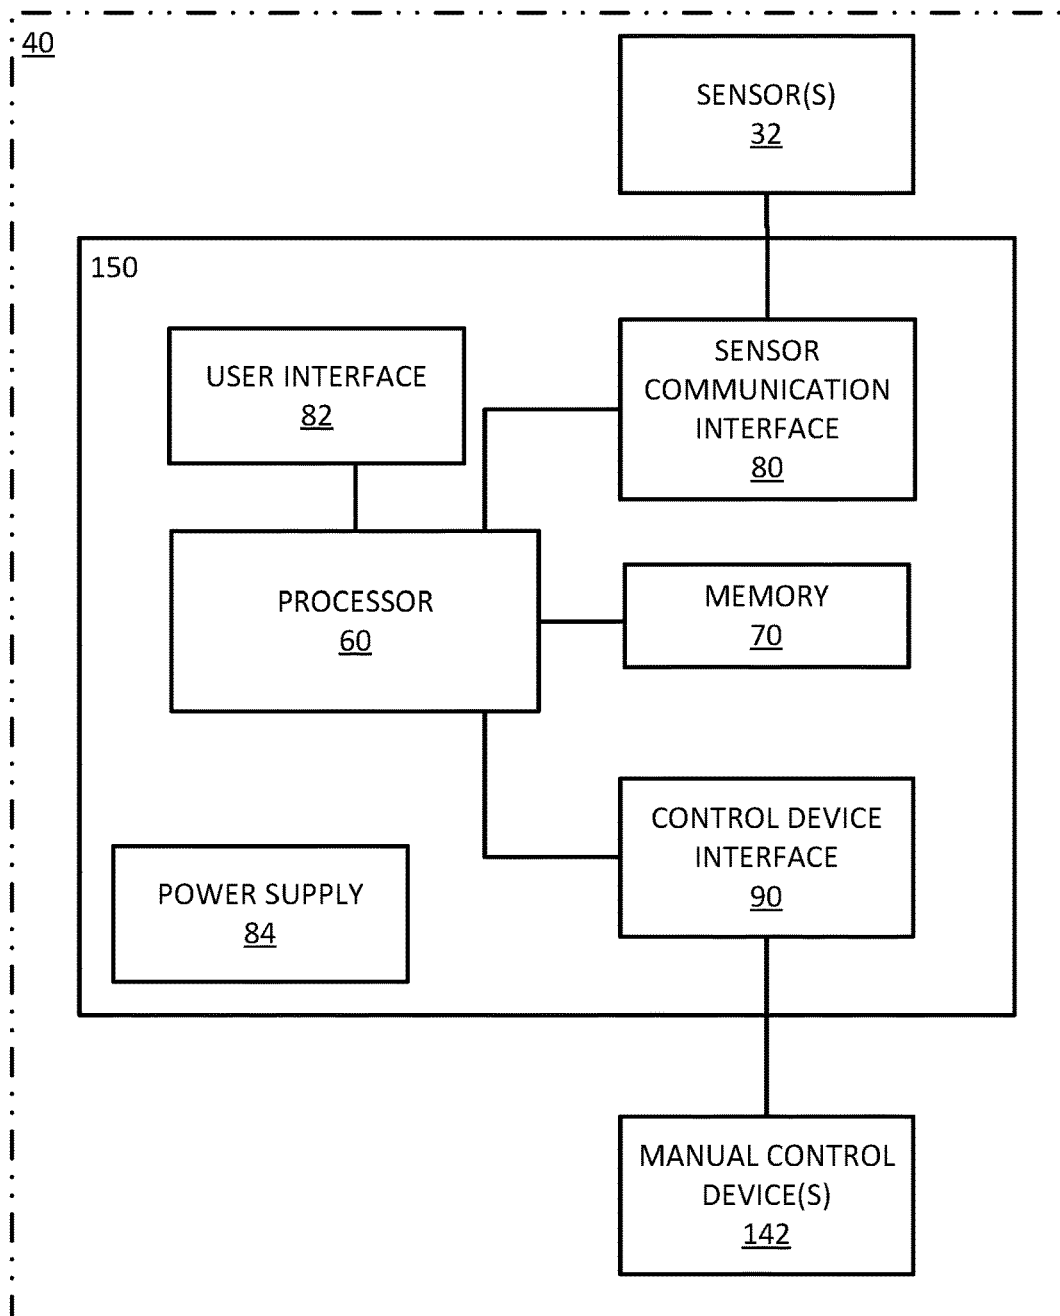 40
SENSOR(S)
32
150
USER INTERFACE
82
SENSOR
COMMUNICATION
INTERFACE
80
PROCESSOR
60
MEMORY
70
CONTROL DEVICE
INTERFACE
90
POWER SUPPLY
84
MANUAL CONTROL
DEVICE(S)
142